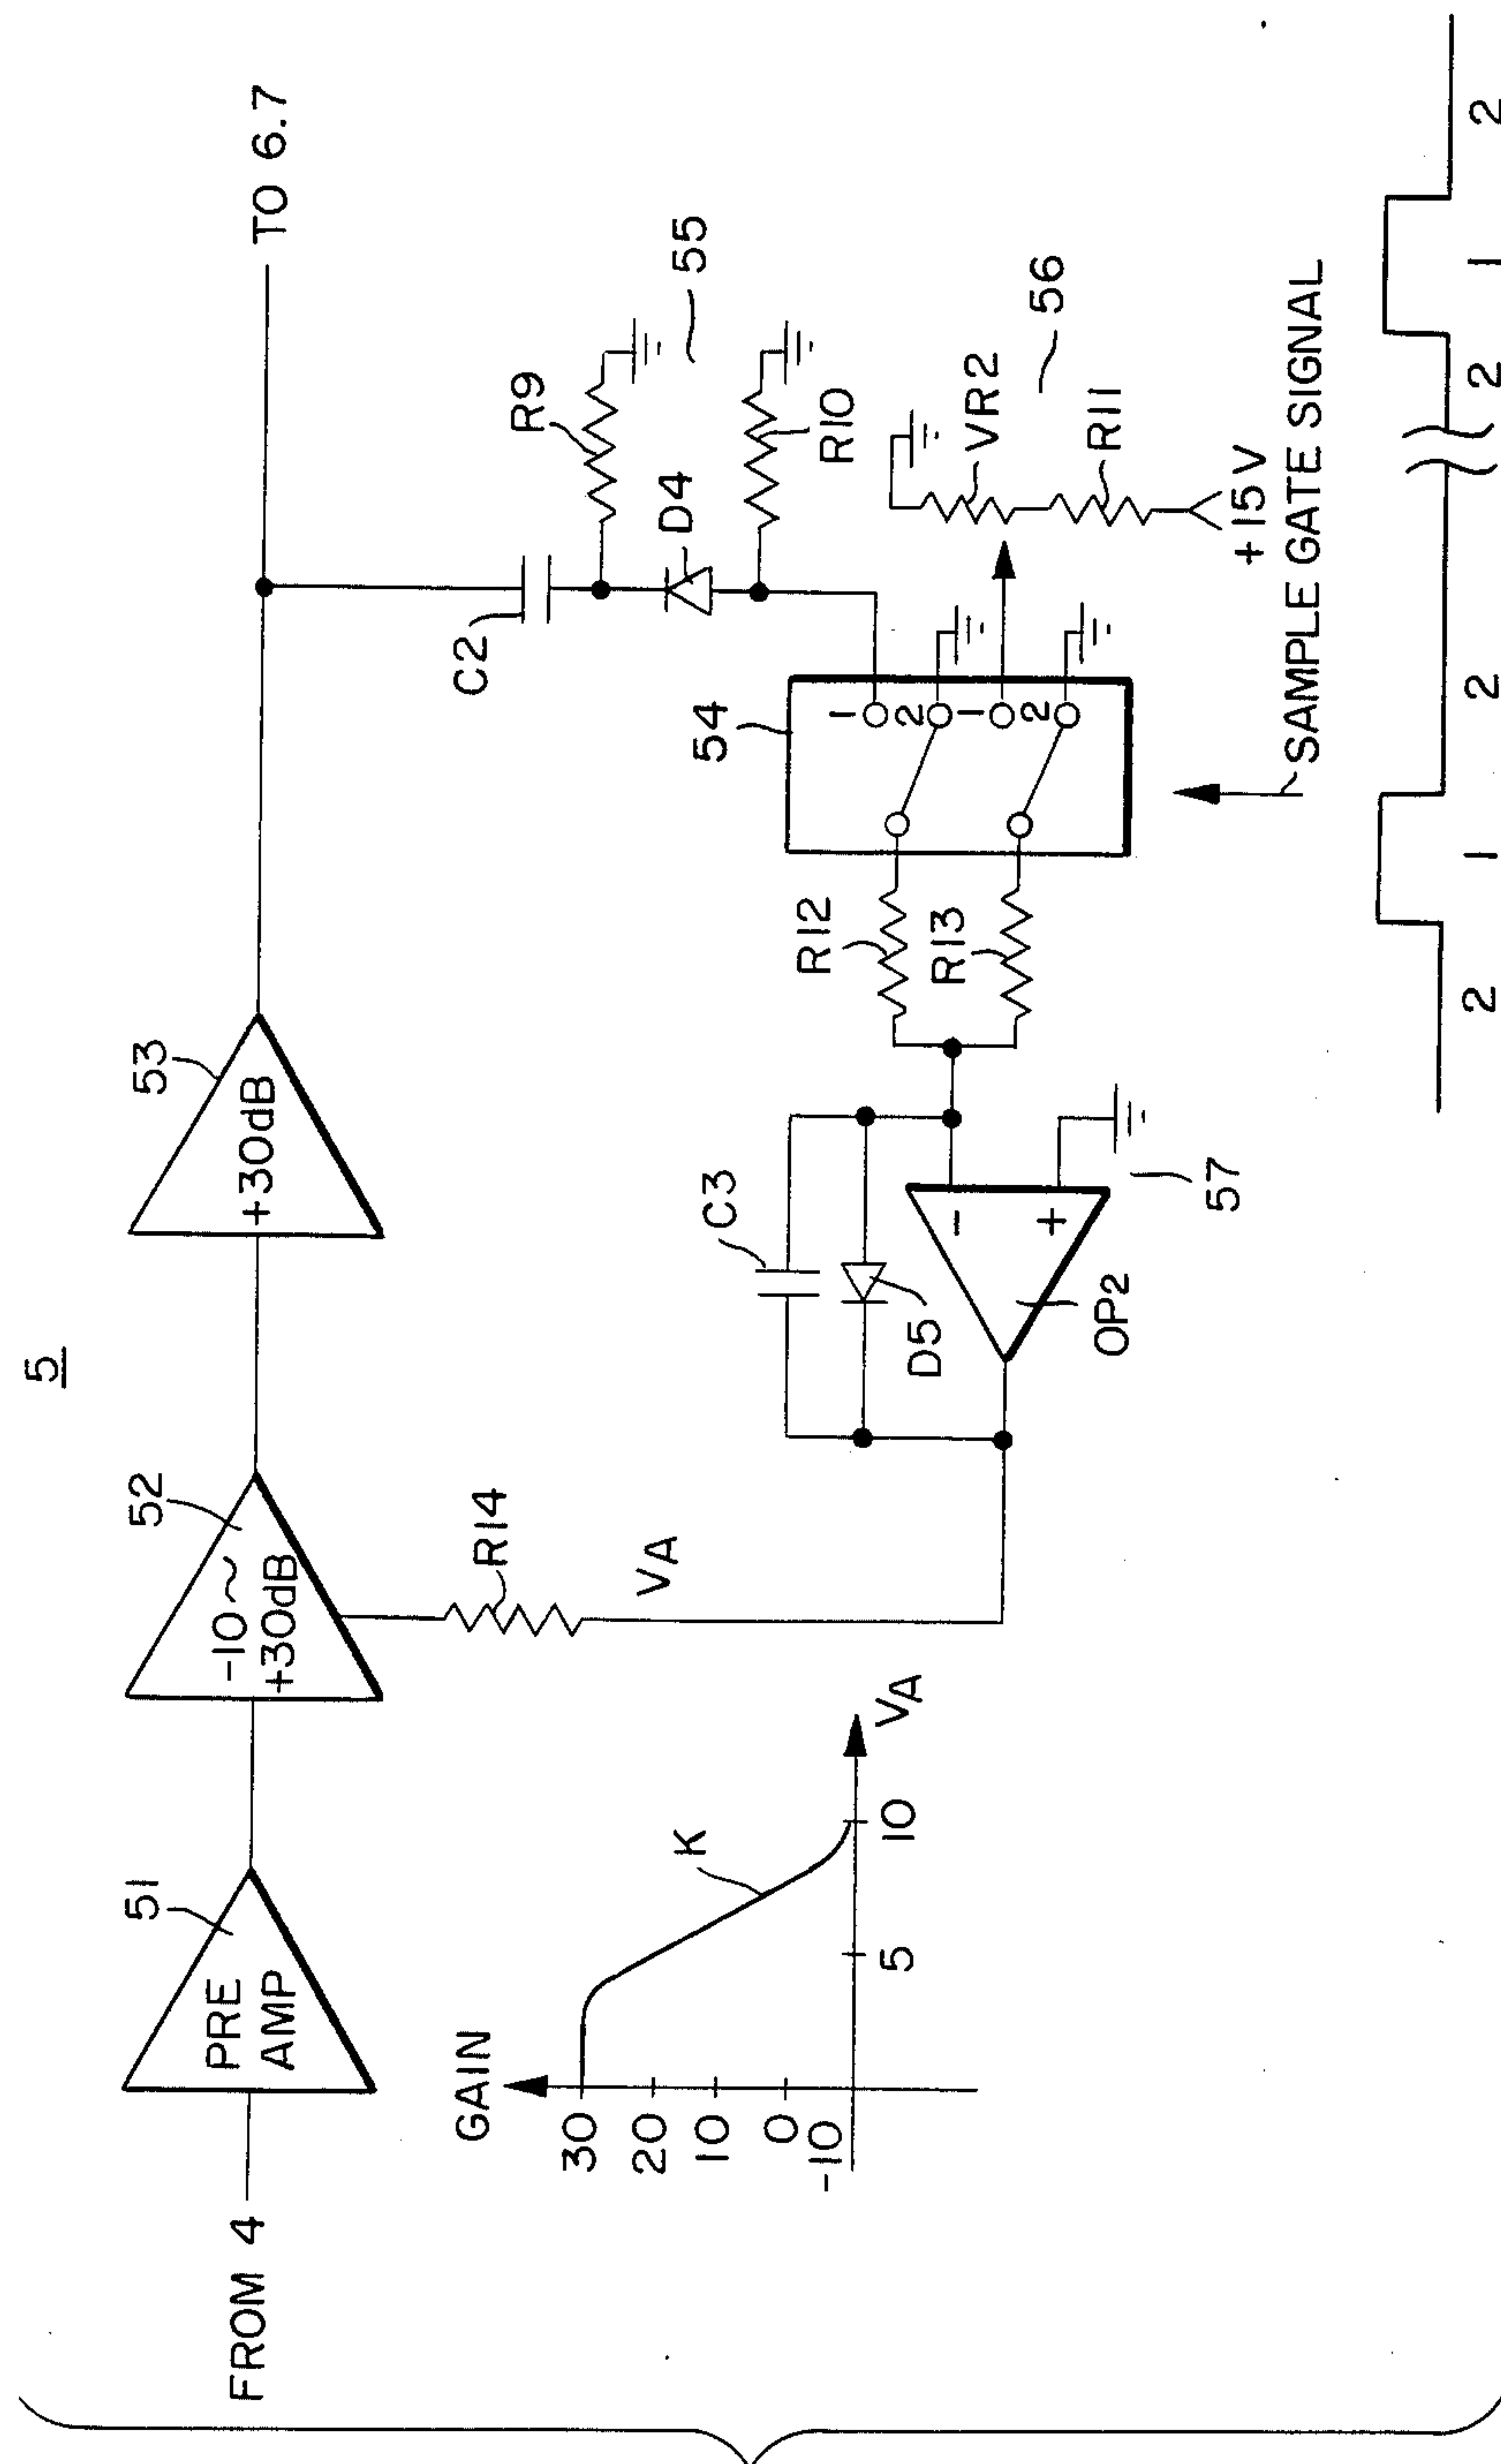 5
FROM 4
PRE
AMP
51
-10~
+30dB
52
+30dB
53
TO 6.7
R14
VA
C2
R9
D4
55
R10
54
1
2
1
2
VR2
56
R11
+15V
SAMPLE GATE SIGNAL
R12
R13
C3
D5
-
+
OP2
57
GAIN
30
20
10
0
-10
K
5
10
VA
2
1
2
2
1
2